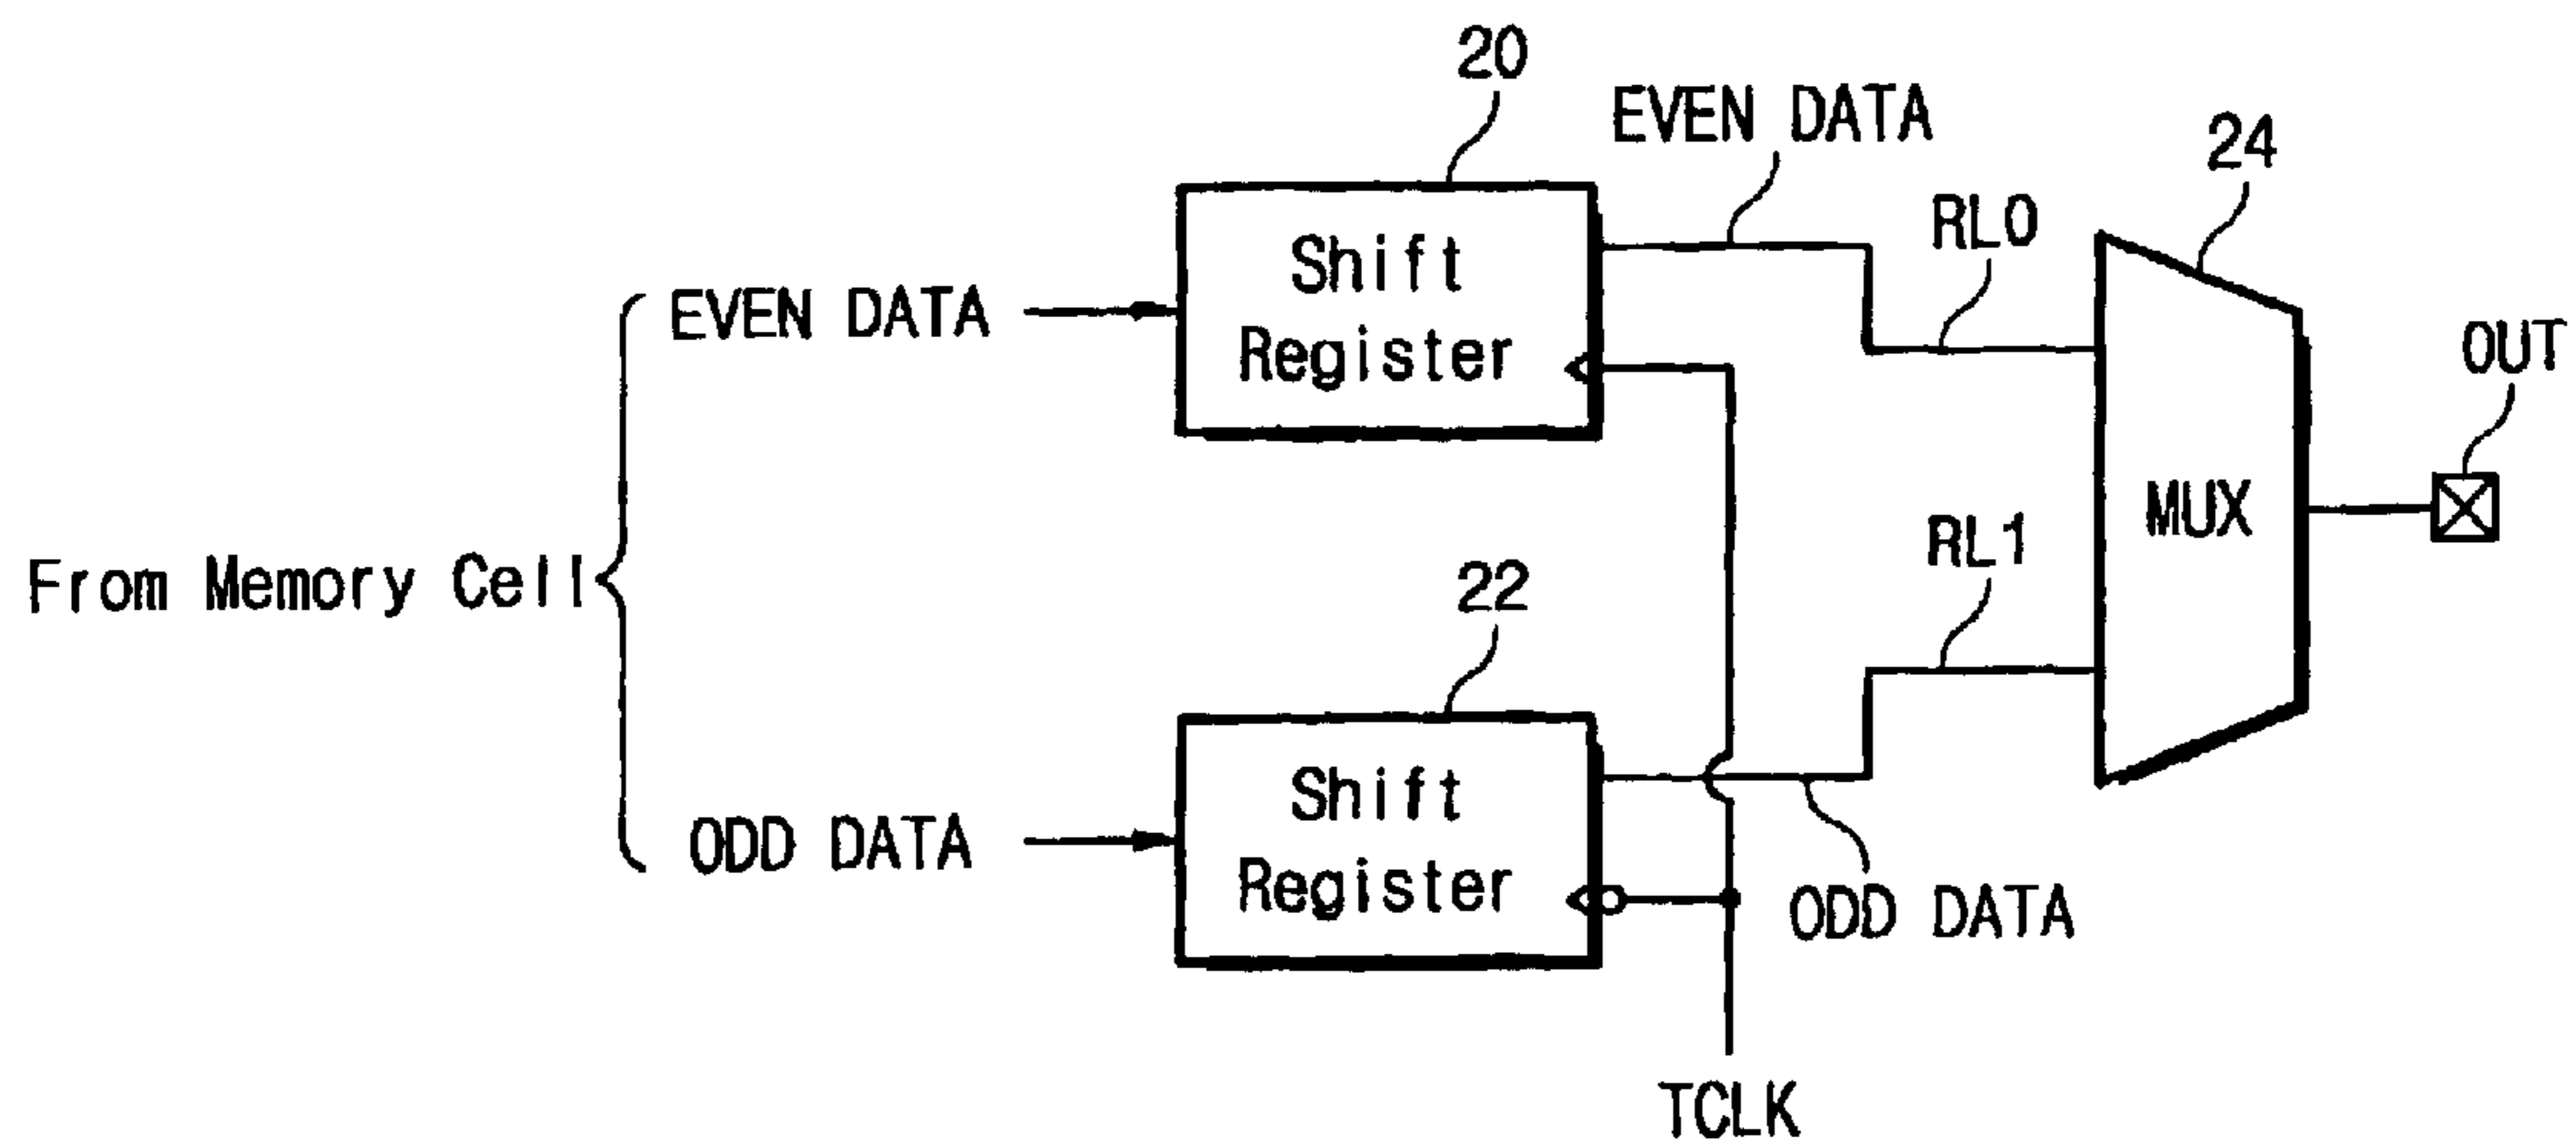 20
EVEN DATA
24
RL0
Shift
Register
EVEN DATA
OUT
MUX
RL1
From Memory Cell
22
Shift
Register
ODD DATA
ODD DATA
TCLK